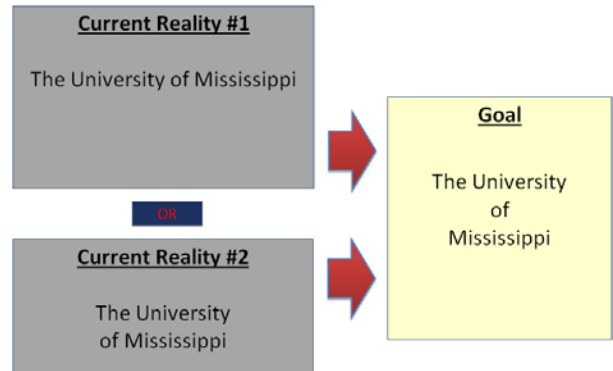 Current Reality #1
The University of Mississippi
OR
Current Reality #2
The University
of Mississippi
Goal
The University
of
Mississippi